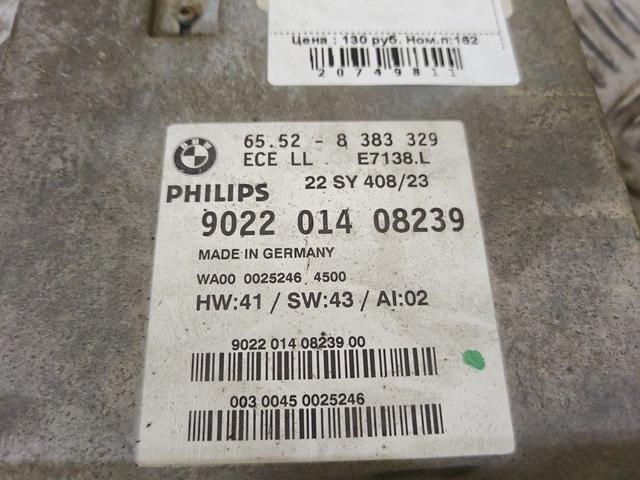 Цена : 130 руб. Ном.п:182
20749811
BMW
65.52 - 8 383 329
ECE LL E7138.L
22 SY 408/23
PHILIPS
9022 014 08239
MADE IN GERMANY
WA00 0025246 4500
HW:41 / SW:43 / AI:02
9022 014 08239 00
003 0045 0025246